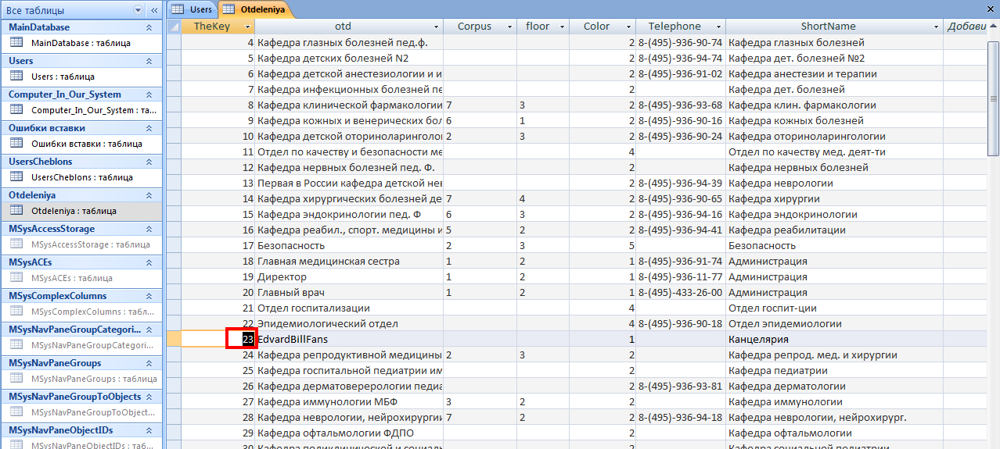 Все таблицы
MainDatabase
MainDatabase : таблица
Users
Users : таблица
Computer_In_Our_System
Computer_In_Our_System : та...
Ошибки вставки
Ошибки вставки : таблица
UsersCheblons
UsersCheblons : таблица
Otdeleniya
Otdeleniya : таблица
MSysAccessStorage
MSysAccessStorage : таблица
MSysACEs
MSysACEs : таблица
MSysComplexColumns
MSysComplexColumns : табл...
MSysNavPaneGroupCategori...
MSysNavPaneGroupCategori...
MSysNavPaneGroups
MSysNavPaneGroups : таблица
MSysNavPaneGroupToObjects
MSysNavPaneGroupToObject...
MSysNavPaneObjectIDs
MSysNavPaneObjectIDs : таб...
Users Otdeleniya
TheKey otd Corpus floor Color Telephone ShortName Добави
4 Кафедра глазных болезней пед.ф. 2 8-(495)-936-90-74 Кафедра глазных болезней
5 Кафедра детских болезней N2 2 8-(495)-936-94-74 Кафедра дет. болезней №2
6 Кафедра детской анестезиологии и и 2 8-(495)-936-91-02 Кафедра анестезии и терапии
7 Кафедра инфекционных болезней пе 2 Кафедра дет. болезней
8 Кафедра клинической фармакологии 7 3 2 8-(495)-936-93-68 Кафедра клин. фармакологии
9 Кафедра кожных и венерических бол 6 1 2 8-(495)-936-90-16 Кафедра кожных болезней
10 Кафедра детской оториноларинголо 2 3 2 8-(495)-936-90-24 Кафедра оториноларингологии
11 Отдел по качеству и безопасности ме 4 Отдел по качеству мед. деят-ти
12 Кафедра нервных болезней пед. Ф. 2 Кафедра нервных болезней
13 Первая в России кафедра детской нев 2 8-(495)-936-94-39 Кафедра неврологии
14 Кафедра хирургических болезней де 7 4 2 8-(495)-936-90-65 Кафедра хирургии
15 Кафедра эндокринологии пед. Ф 6 3 2 8-(495)-936-94-16 Кафедра эндокринологии
16 Кафедра реабил., спорт. медицины и 5 2 2 8-(495)-936-94-41 Кафедра реабилитации
17 Безопасность 2 3 5 Безопасность
18 Главная медицинская сестра 1 2 1 8-(495)-936-91-74 Администрация
19 Директор 1 2 1 8-(495)-936-11-77 Администрация
20 Главный врач 1 2 1 8-(495)-433-26-00 Администрация
21 Отдел госпитализации 4 Отдел госпит-ции
22 Эпидемиологический отдел 4 8-(495)-936-90-18 Отдел эпидемиологии
23 EdvardBillFans 1 Канцелярия
24 Кафедра репродуктивной медицины 2 3 2 Кафедра репрод. мед. и хирургии
25 Кафедра госпитальной педиатрии им 2 Кафедра педиатрии
26 Кафедра дерматоверерологии педиа 2 8-(495)-936-93-81 Кафедра дерматологии
27 Кафедра иммунологии МБФ 3 2 2 Кафедра иммунологии
28 Кафедра неврологии, нейрохирургии 7 2 2 8-(495)-936-94-18 Кафедра неврологии, нейрохирург.
29 Кафедра офтальмологии ФДПО 2 Кафедра офтальмологии
30 Кафедра поликлинической и социаль 2 Кафедра социальной педиатрии